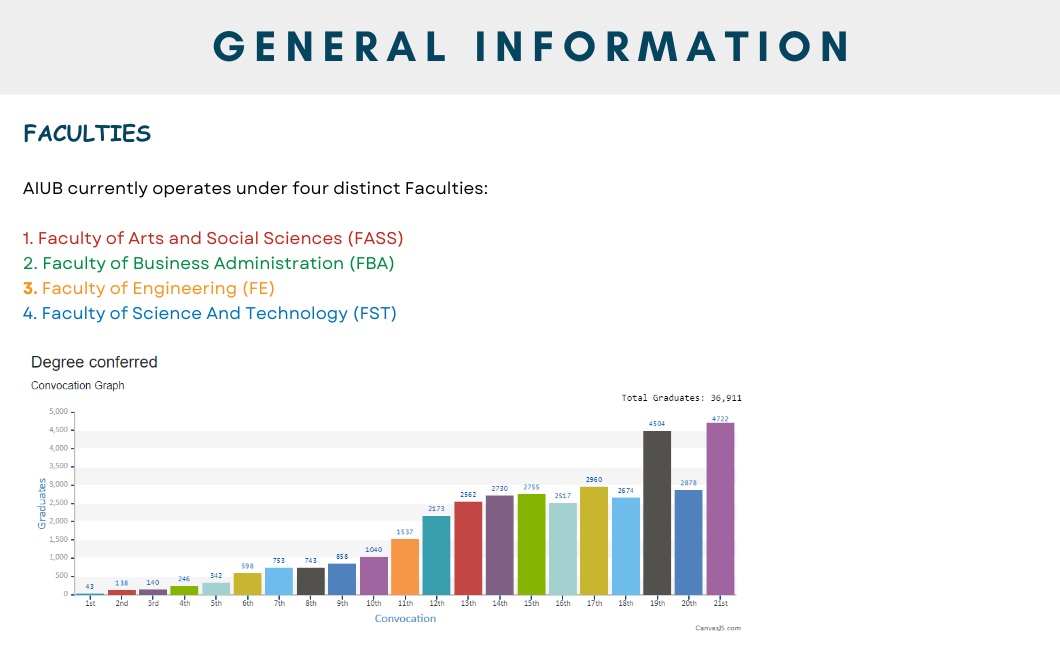 GENERAL INFORMATION
FACULTIES
AIUB currently operates under four distinct Faculties:
1. Faculty of Arts and Social Sciences (FASS)
2. Faculty of Business Administration (FBA)
3. Faculty of Engineering (FE)
4. Faculty of Science And Technology (FST)
Degree conferred
Convocation Graph
Total Graduates: 36,911
Graduates
5,000
4,500
4,000
3,500
3,000
2,500
2,000
1,500
1,000
500
0
43 138 140 246 342 598 753 743 858 1040 1537 2173 2562 2730 2755 2517 2960 2674 4504 2878 4722
1st 2nd 3rd 4th 5th 6th 7th 8th 9th 10th 11th 12th 13th 14th 15th 16th 17th 18th 19th 20th 21st
Convocation
CanvasJS.com